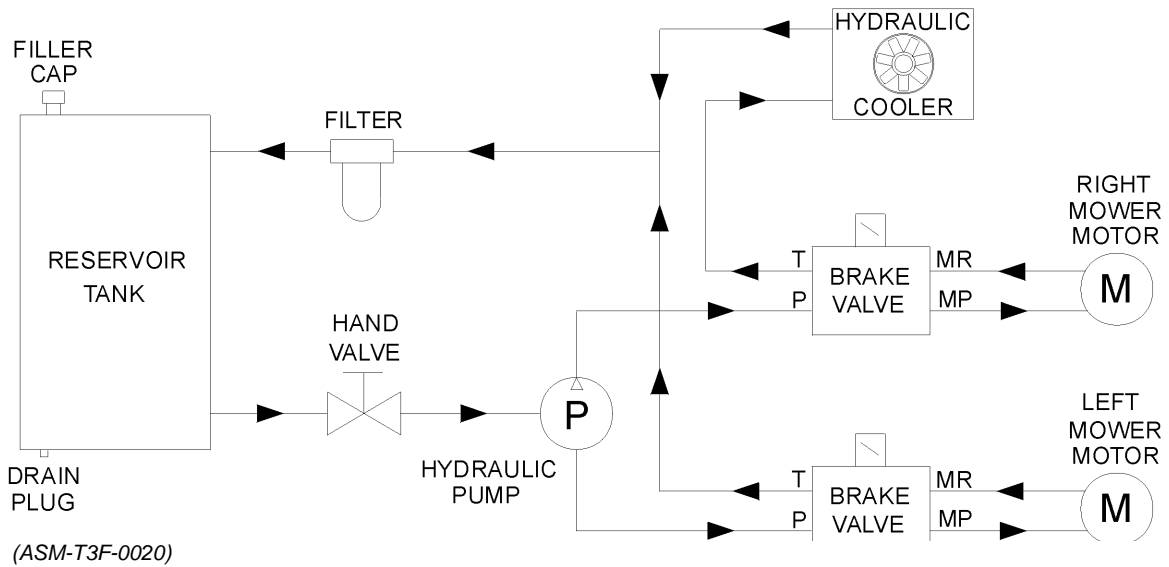 FILLER
CAP
RESERVOIR
TANK
DRAIN
PLUG
FILTER
HAND
VALVE
HYDRAULIC
PUMP
P
HYDRAULIC
COOLER
RIGHT
MOWER
MOTOR
T
P
BRAKE
VALVE
MR
MP
M
LEFT
MOWER
MOTOR
T
P
BRAKE
VALVE
MR
MP
M
(ASM-T3F-0020)